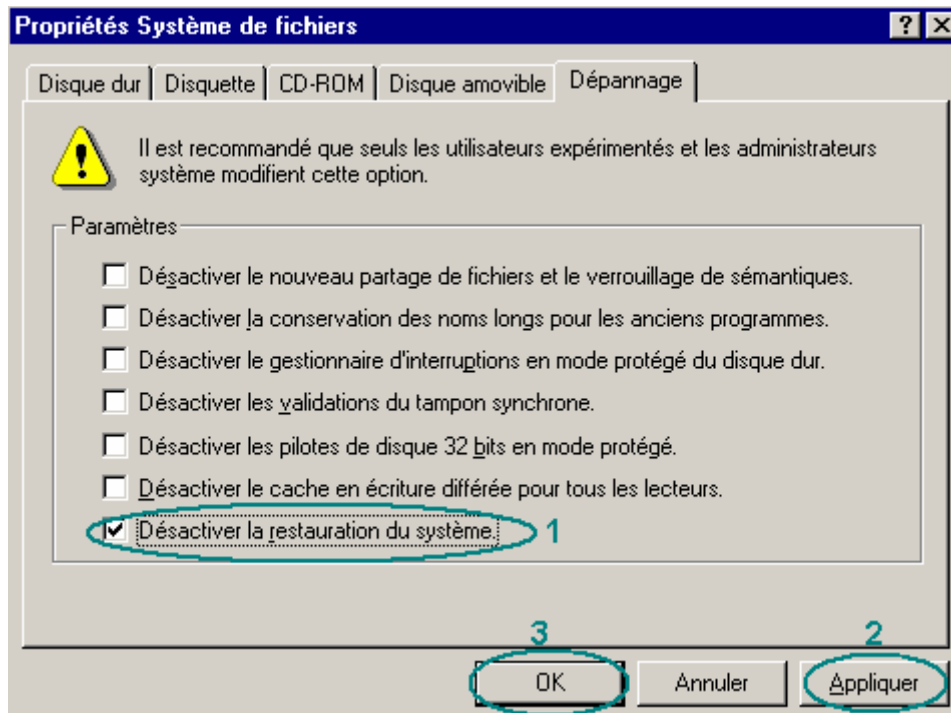 Propriétés Système de fichiers
Disque dur Disquette CD-ROM Disque amovible Dépannage
Il est recommandé que seuls les utilisateurs expérimentés et les administrateurs
système modifient cette option.
Paramètres
Désactiver le nouveau partage de fichiers et le verrouillage de sémantiques.
Désactiver la conservation des noms longs pour les anciens programmes.
Désactiver le gestionnaire d'interruptions en mode protégé du disque dur.
Désactiver les validations du tampon synchrone.
Désactiver les pilotes de disque 32 bits en mode protégé.
Désactiver le cache en écriture différée pour tous les lecteurs.
Désactiver la restauration du système. 1
3 2
OK Annuler Appliquer